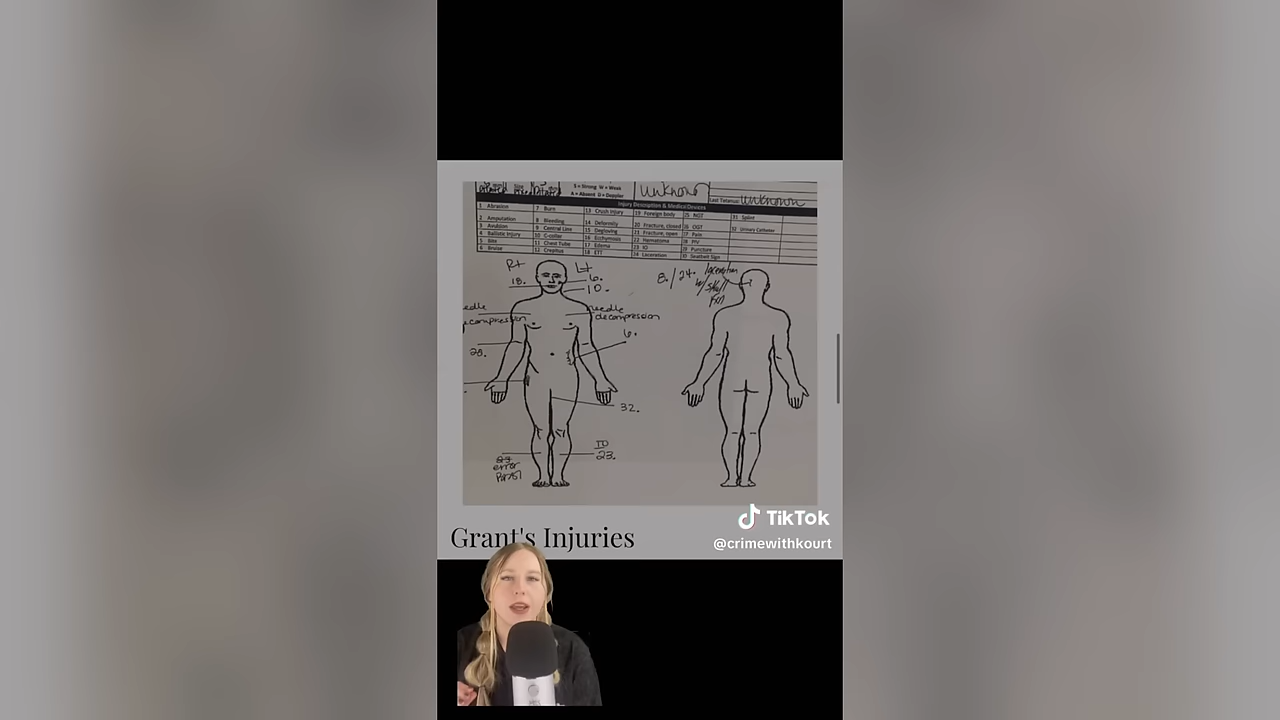 S = Strong W = Weak
A = Absent D = Doppler
unknown
Last Tetanus: unknown
Injury Description & Medical Devices
1 Abrasion 7 Burn 13 Crush Injury 19 Foreign body 25 NGT 31 Splint
2 Amputation 8 Bleeding 14 Deformity 20 Fracture, closed 26 OGT 32 Urinary Catheter
3 Avulsion 9 Central Line 15 Degloving 21 Fracture, open 27 Pain
4 Ballistic Injury 10 C-collar 16 Ecchymosis 22 Hematoma 28 PIV
5 Bite 11 Chest Tube 17 Edema 23 IO 29 Puncture
6 Bruise 12 Crepitus 18 ETT 24 Laceration 30 Seatbelt Sign
Rt Lt
18. 6.
10.
8. / 24. laceration
w/ skull
fxn
needle
decompression
6.
28.
32.
IO
23.
error
Grant's Injuries
TikTok
@crimewithkourt